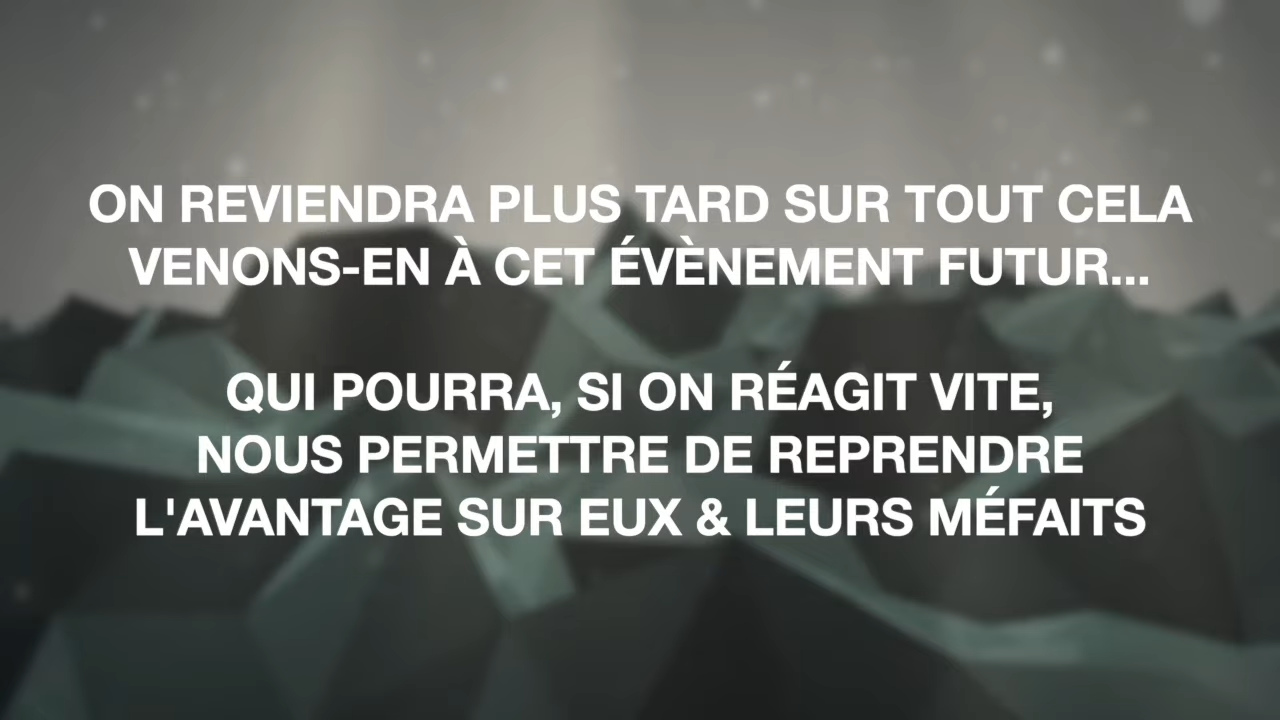 ON REVIENDRA PLUS TARD SUR TOUT CELA
VENONS-EN À CET ÉVÈNEMENT FUTUR...
QUI POURRA, SI ON RÉAGIT VITE,
NOUS PERMETTRE DE REPRENDRE
L'AVANTAGE SUR EUX & LEURS MÉFAITS